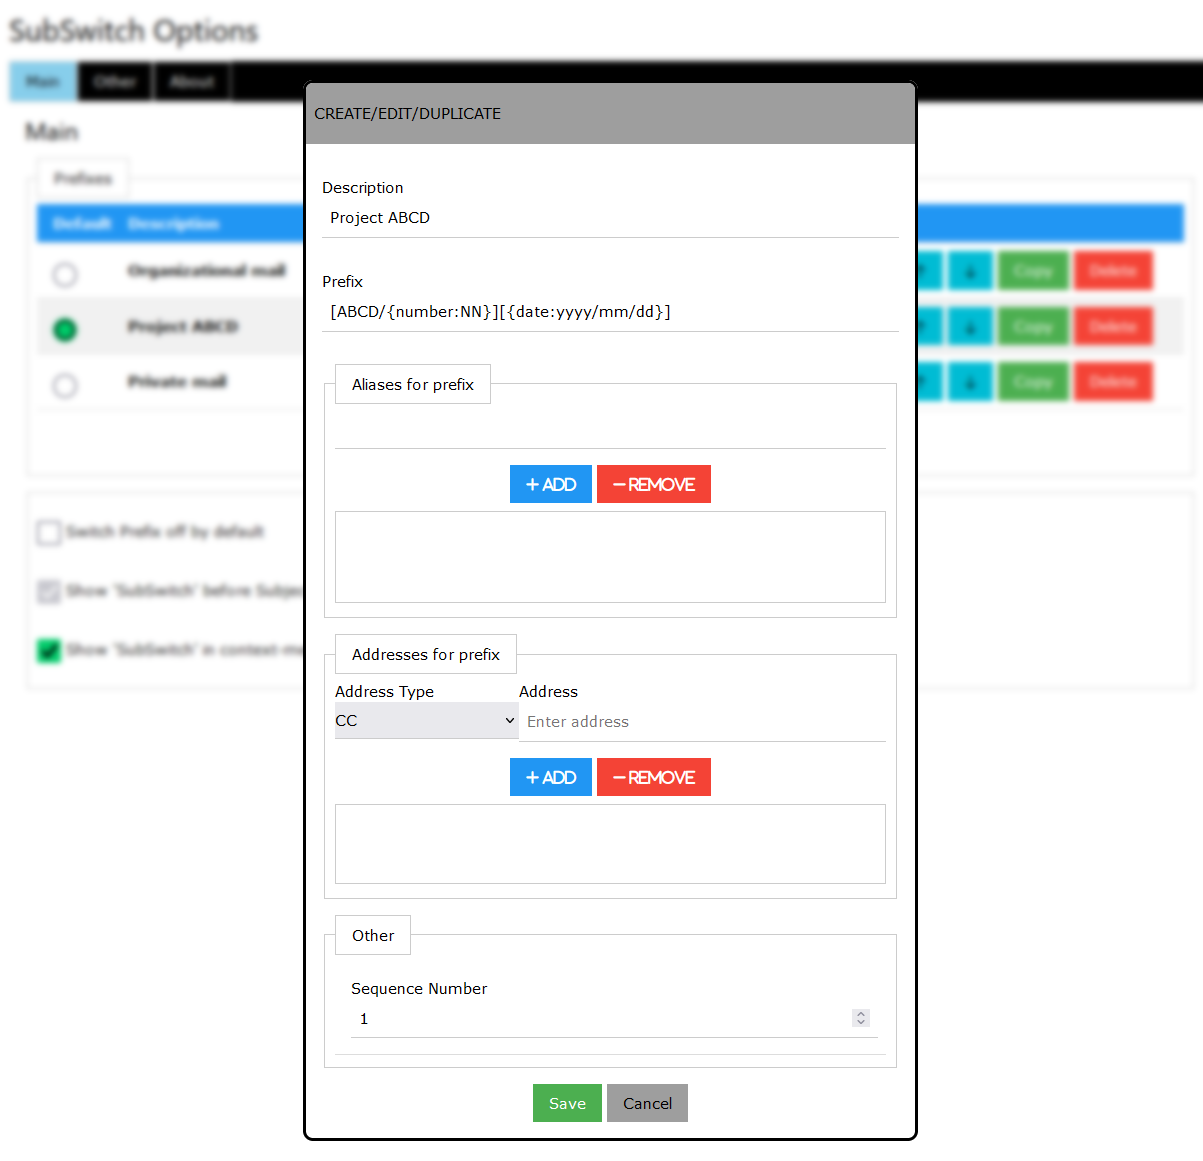 SubSwitch Options
Main Other About
Main
Prefixes
Default Description
Organizational mail
Copy Delete
Project ABCD
Copy Delete
Private mail
Copy Delete
Switch Prefix off by default
Show 'SubSwitch' before
Show 'SubSwitch' in
CREATE/EDIT/DUPLICATE
Description
Project ABCD
Prefix
[ABCD/{number:NN}][{date:yyyy/mm/dd}]
Aliases for prefix
+ ADD − REMOVE
Addresses for prefix
Address Type Address
CC Enter address
+ ADD − REMOVE
Other
Sequence Number
1
Save Cancel